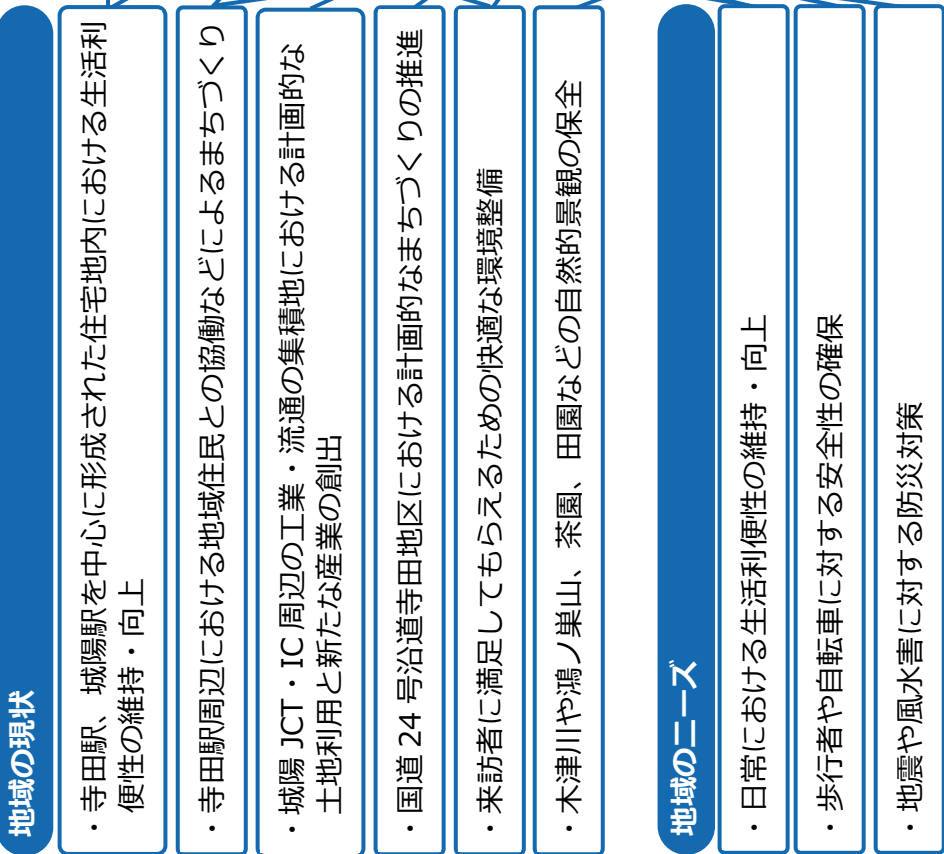 地域の現状
・寺田駅、城陽駅を中心に形成された住宅地内における生活利
便性の維持・向上
・寺田駅周辺における地域住民との協働などによるまちづくり
・城陽 JCT・IC 周辺の工業・流通の集積地における計画的な
土地利用と新たな産業の創出
・国道 24 号沿道寺田地区における計画的なまちづくりの推進
・来訪者に満足してもらえるための快適な環境整備
・木津川や鴻ノ巣山、茶園、田園などの自然的景観の保全
地域のニーズ
・日常における生活利便性の維持・向上
・歩行者や自転車に対する安全性の確保
・地震や風水害に対する防災対策